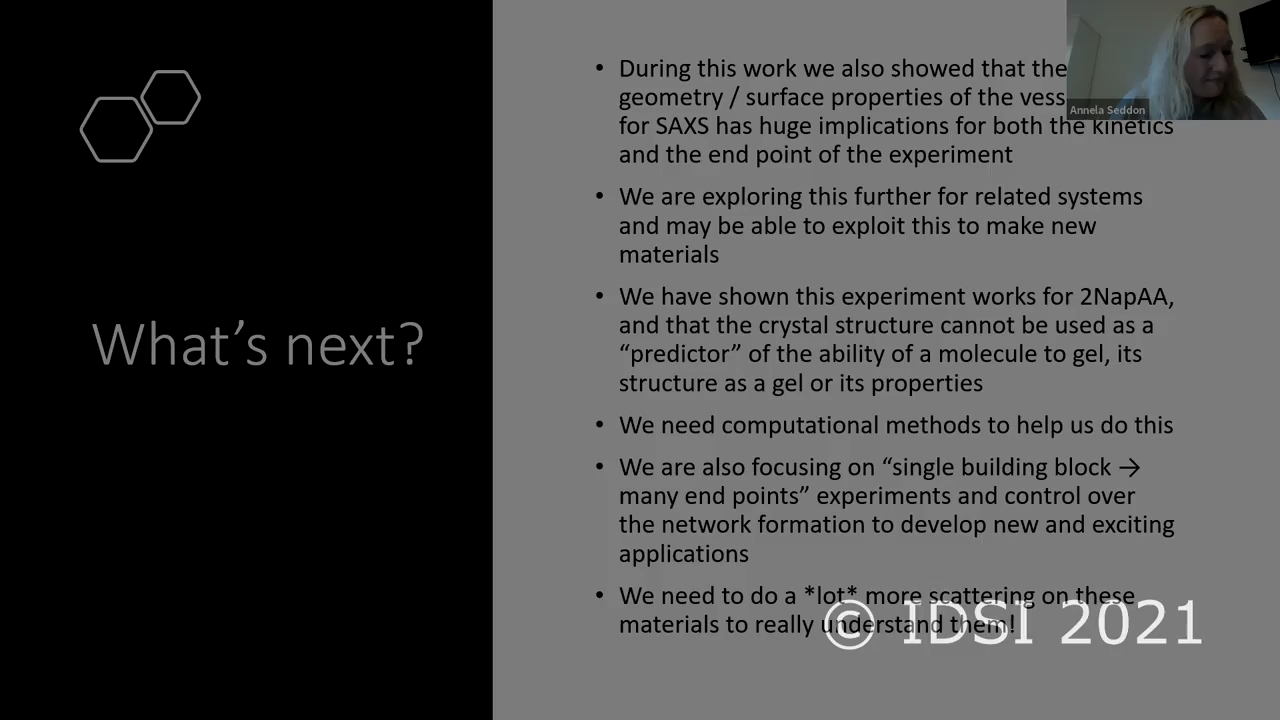 What's next?
• During this work we also showed that the
geometry / surface properties of the
for SAXS has huge implications for both the kinetics
and the end point of the experiment
• We are exploring this further for related systems
and may be able to exploit this to make new
materials
• We have shown this experiment works for 2NapAA,
and that the crystal structure cannot be used as a
“predictor” of the ability of a molecule to gel, its
structure as a gel or its properties
• We need computational methods to help us do this
• We are also focusing on “single building block →
many end points” experiments and control over
the network formation to develop new and exciting
applications
• We need to do a *lot* more scattering on these
materials to really understand them!
Annela Seddon
© IDSI 2021